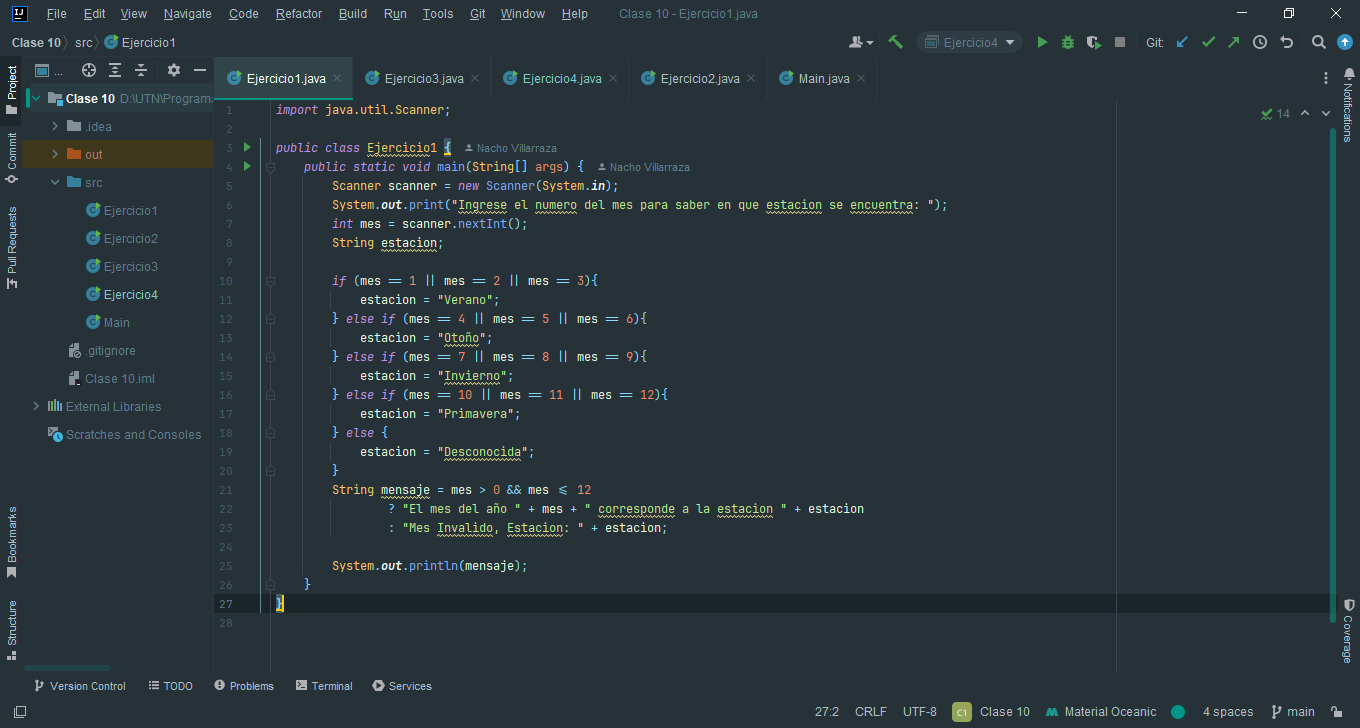 File Edit View Navigate Code Refactor Build Run Tools Git Window Help Clase 10 - Ejercicio1.java
Clase 10 src Ejercicio1 Ejercicio4 Git:
... Ejercicio1.java Ejercicio3.java Ejercicio4.java Ejercicio2.java Main.java
Project
Commit
Pull Requests
Bookmarks
Structure
Clase 10 D:\UTN\Programa
.idea
out
src
Ejercicio1
Ejercicio2
Ejercicio3
Ejercicio4
Main
.gitignore
Clase 10.iml
External Libraries
Scratches and Consoles
1 import java.util.Scanner;
2
3 public class Ejercicio1 { Nacho Villarraza
4 public static void main(String[] args) { Nacho Villarraza
5 Scanner scanner = new Scanner(System.in);
6 System.out.print("Ingrese el numero del mes para saber en que estacion se encuentra: ");
7 int mes = scanner.nextInt();
8 String estacion;
9
10 if (mes == 1 || mes == 2 || mes == 3){
11 estacion = "Verano";
12 } else if (mes == 4 || mes == 5 || mes == 6){
13 estacion = "Otoño";
14 } else if (mes == 7 || mes == 8 || mes == 9){
15 estacion = "Invierno";
16 } else if (mes == 10 || mes == 11 || mes == 12){
17 estacion = "Primavera";
18 } else {
19 estacion = "Desconocida";
20 }
21 String mensaje = mes > 0 && mes <= 12
22 ? "El mes del año " + mes + " corresponde a la estacion " + estacion
23 : "Mes Invalido, Estacion: " + estacion;
24
25 System.out.println(mensaje);
26 }
27 }
28
14
Notifications
Coverage
Version Control TODO Problems Terminal Services
27:2 CRLF UTF-8 C1 Clase 10 Material Oceanic 4 spaces main